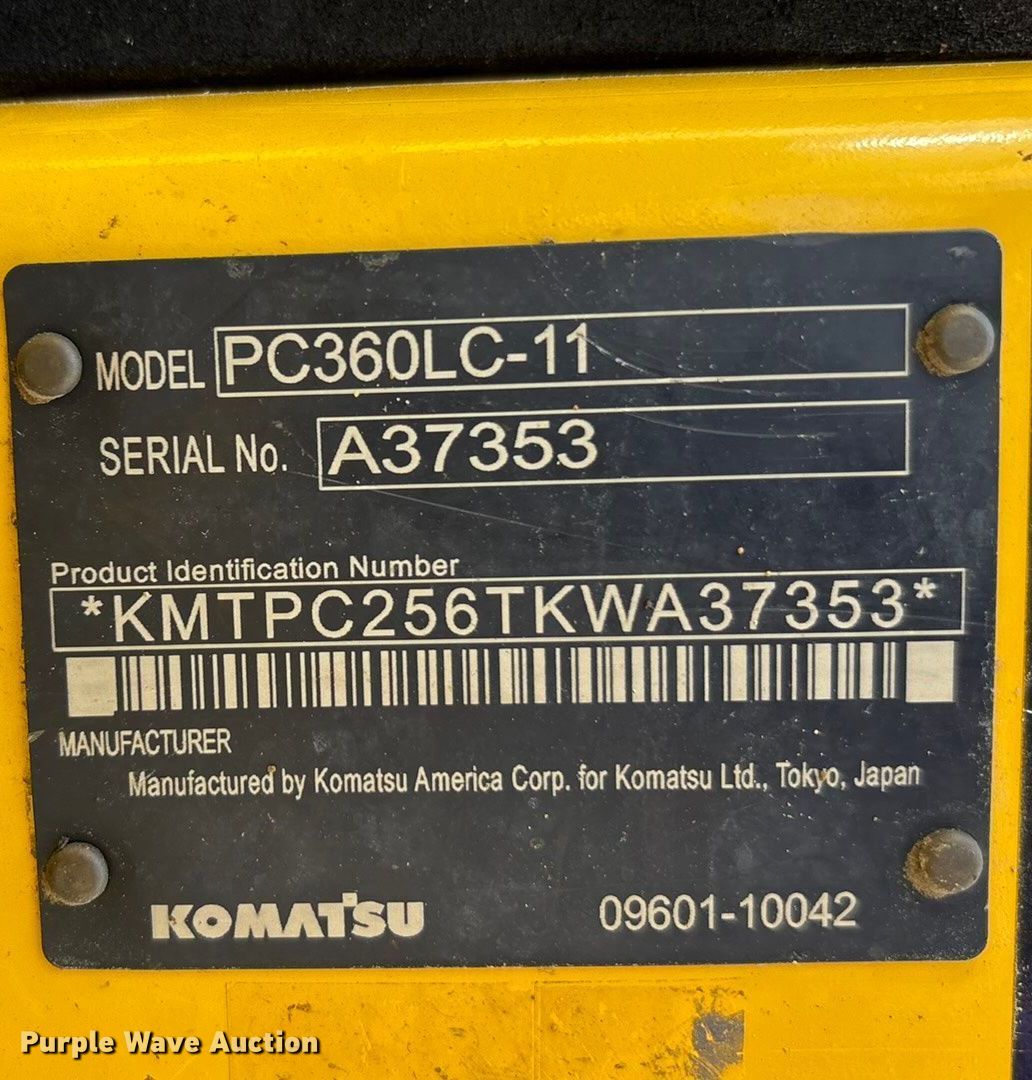 MODEL PC360LC-11
SERIAL No. A37353
Product Identification Number
*KMTPC256TKWA37353*
MANUFACTURER
Manufactured by Komatsu America Corp. for Komatsu Ltd., Tokyo, Japan
KOMATSU 09601-10042
Purple Wave Auction